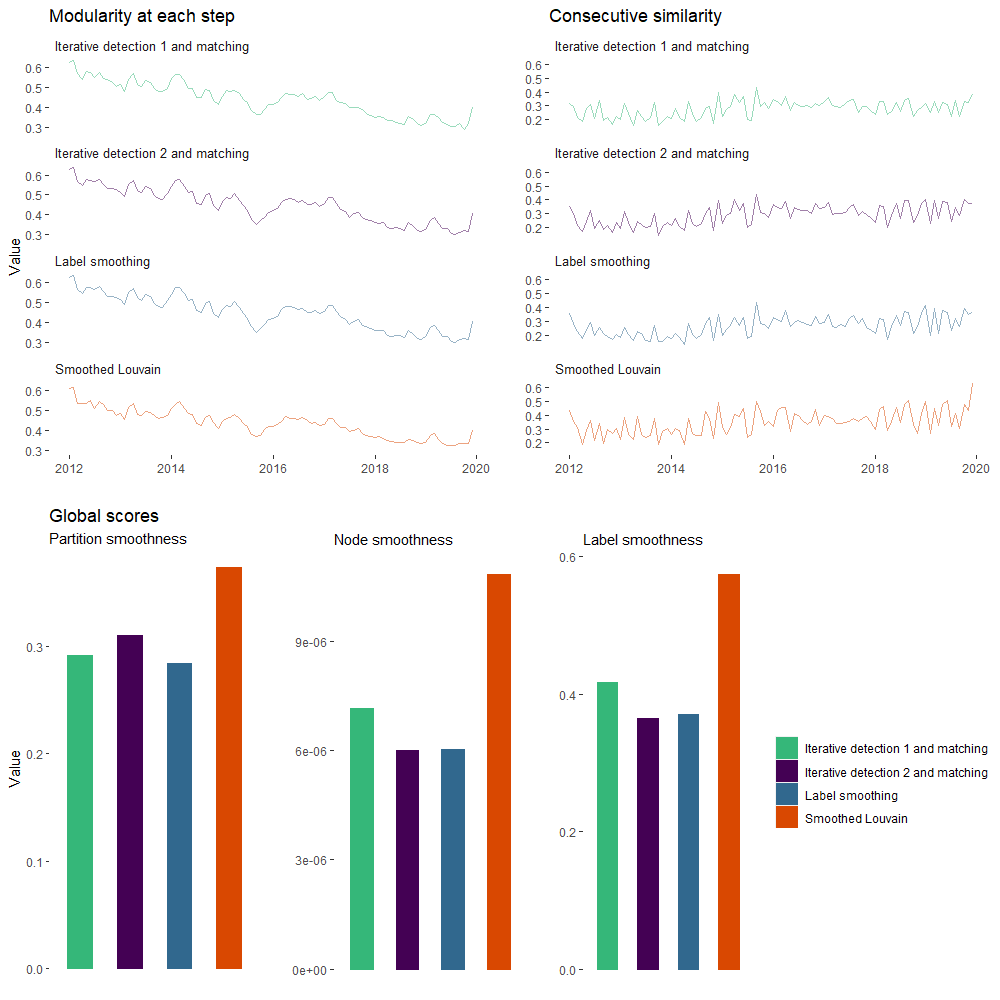 Modularity at each step
Iterative detection 1 and matching
0.6
0.5
0.4
0.3
Iterative detection 2 and matching
0.6
0.5
0.4
0.3
Label smoothing
0.6
0.5
0.4
0.3
Smoothed Louvain
0.6
0.5
0.4
0.3
2012 2014 2016 2018 2020
Value
Consecutive similarity
Iterative detection 1 and matching
0.6
0.5
0.4
0.3
0.2
Iterative detection 2 and matching
0.6
0.5
0.4
0.3
0.2
Label smoothing
0.6
0.5
0.4
0.3
0.2
Smoothed Louvain
0.6
0.5
0.4
0.3
0.2
2012 2014 2016 2018 2020
Global scores
Partition smoothness
0.3
0.2
0.1
0.0
Value
Node smoothness
9e-06
6e-06
3e-06
0e+00
Label smoothness
0.6
0.4
0.2
0.0
Iterative detection 1 and matching
Iterative detection 2 and matching
Label smoothing
Smoothed Louvain